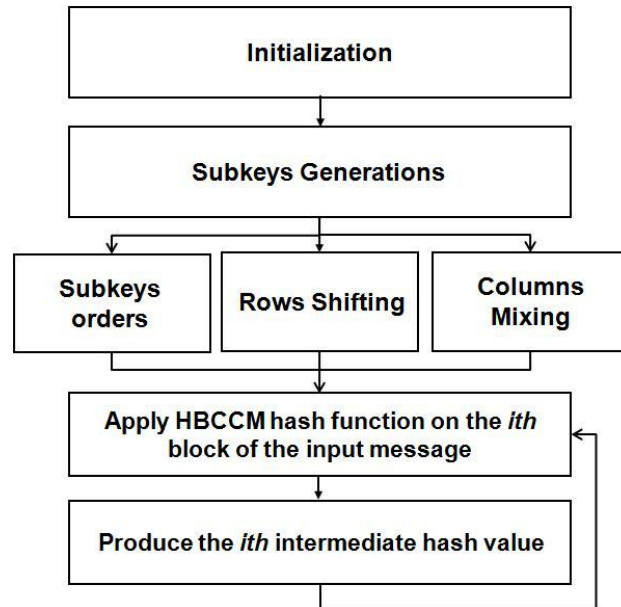 Initialization
Subkeys Generations
Subkeys
orders
Rows Shifting
Columns
Mixing
Apply HBCCM hash function on the ith
block of the input message
Produce the ith intermediate hash value